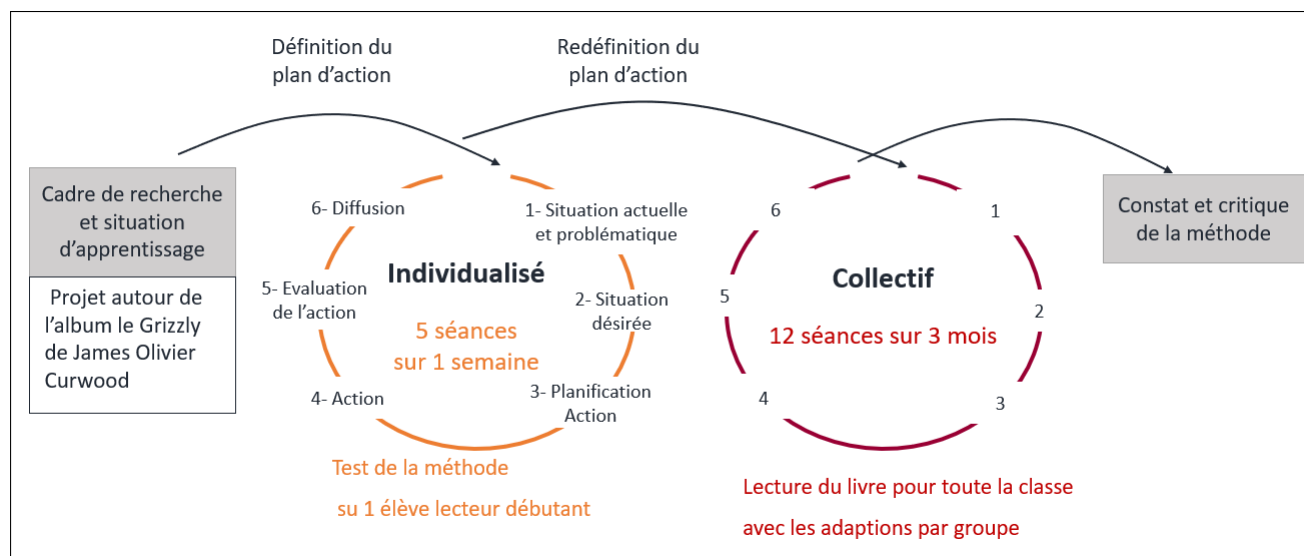 Définition du
plan d’action
Redéfinition du
plan d’action
Cadre de recherche
et situation
d’apprentissage
Projet autour de
l’album le Grizzly
de James Olivier
Curwood
6- Diffusion
1- Situation actuelle
et problématique
Individualisé
5- Evaluation
de l’action
2- Situation
désirée
5 séances
sur 1 semaine
4- Action
3- Planification
Action
Test de la méthode
su 1 élève lecteur débutant
6
1
Collectif
5
2
12 séances sur 3 mois
4
3
Lecture du livre pour toute la classe
avec les adaptions par groupe
Constat et critique
de la méthode